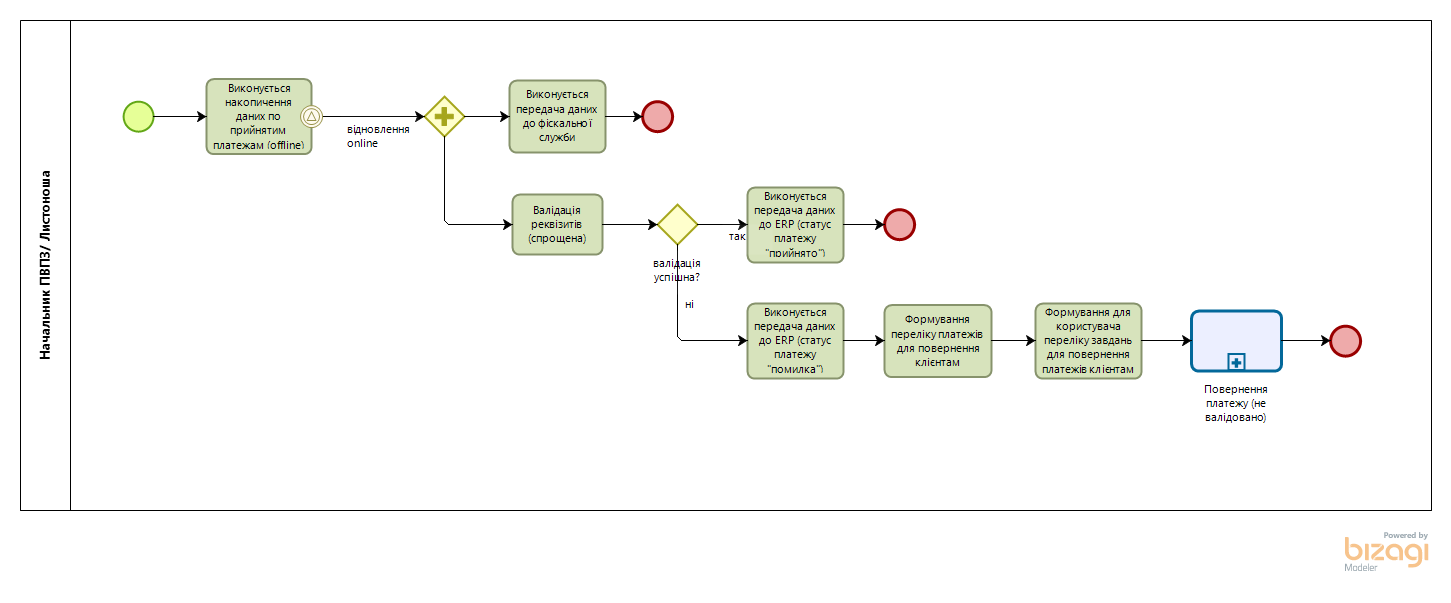 Начальник ПВПЗ/ Листоноша
Виконується
накопичення
даних по
прийнятим
платежам (offline)
відновлення
online
Виконується
передача даних
до фіскальної
служби
Валідація
реквізитів
(спрощена)
валідація
успішна?
так
ні
Виконується
передача даних
до ERP (статус
платежу
"прийнято")
Виконується
передача даних
до ERP (статус
платежу
"помилка")
Формування
переліку платежів
для повернення
клієнтам
Формування для
користувача
переліку завдань
для повернення
платежів клієнтам
Повернення
платежу (не
валідовано)
Powered by
bizagi
Modeler